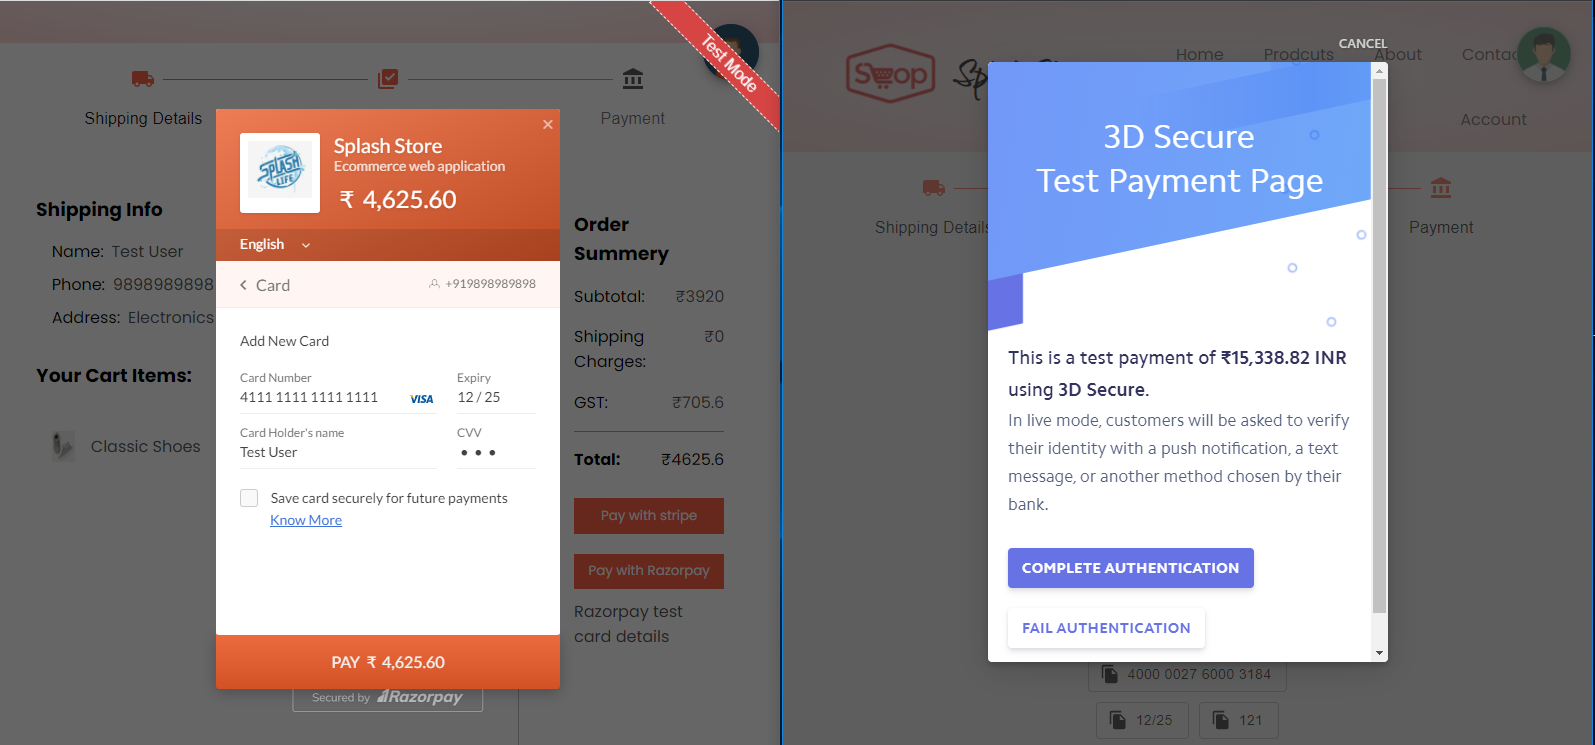 Test Mode
Shipping Details
Payment
Shipping Info
Name: Test User
Phone: 9898989898
Address: Electronics
Your Cart Items:
Classic Shoes
SPLASH
LIFE
Splash Store
Ecommerce web application
₹ 4,625.60
English
Card
+919898989898
Add New Card
Card Number
4111 1111 1111 1111
VISA
Expiry
12 / 25
Card Holder's name
Test User
CVV
Save card securely for future payments
Know More
PAY ₹ 4,625.60
Secured by Razorpay
Order
Summery
Subtotal: ₹3920
Shipping
Charges:
₹0
GST: ₹705.6
Total: ₹4625.6
Pay with stripe
Pay with Razorpay
Razorpay test
card details
Shop
Home
Prodcuts
About
Account
CANCEL
Shipping Details
Payment
3D Secure
Test Payment Page
This is a test payment of ₹15,338.82 INR
using 3D Secure.
In live mode, customers will be asked to verify
their identity with a push notification, a text
message, or another method chosen by their
bank.
COMPLETE AUTHENTICATION
FAIL AUTHENTICATION
4000 0027 6000 3184
12/25
121